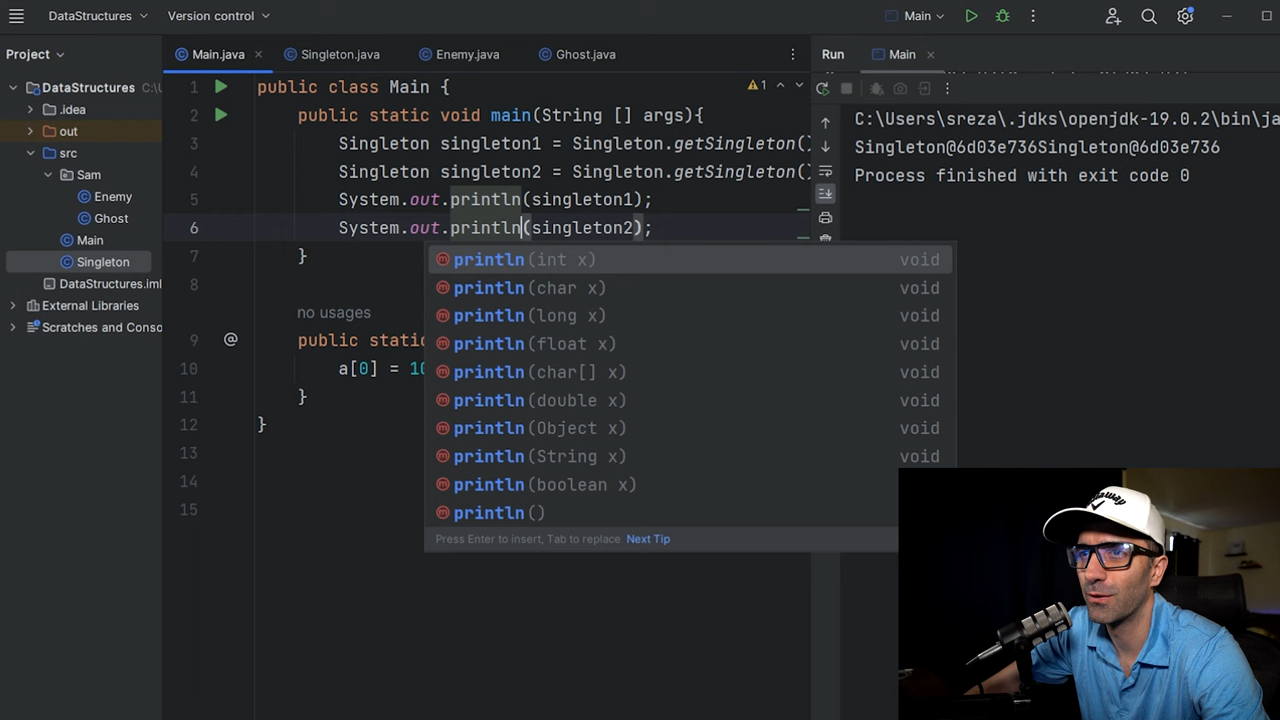 DataStructures Version control Main
Project
Main.java Singleton.java Enemy.java Ghost.java
Run Main
DataStructures C:\
.idea
out
src
Sam
Enemy
Ghost
Main
Singleton
DataStructures.iml
External Libraries
Scratches and Conso
1 public class Main {
2 public static void main(String [] args){
3 Singleton singleton1 = Singleton.getSingleton()
4 Singleton singleton2 = Singleton.getSingleton()
5 System.out.println(singleton1);
6 System.out.println(singleton2);
7 }
8
no usages
9 public static
10 a[0] = 10
11 }
12 }
13
14
15
1
println(int x) void
println(char x) void
println(long x) void
println(float x) void
println(char[] x) void
println(double x) void
println(Object x) void
println(String x) void
println(boolean x) void
println() void
Press Enter to insert, Tab to replace Next Tip
C:\Users\sreza\.jdks\openjdk-19.0.2\bin\ja
Singleton@6d03e736Singleton@6d03e736
Process finished with exit code 0